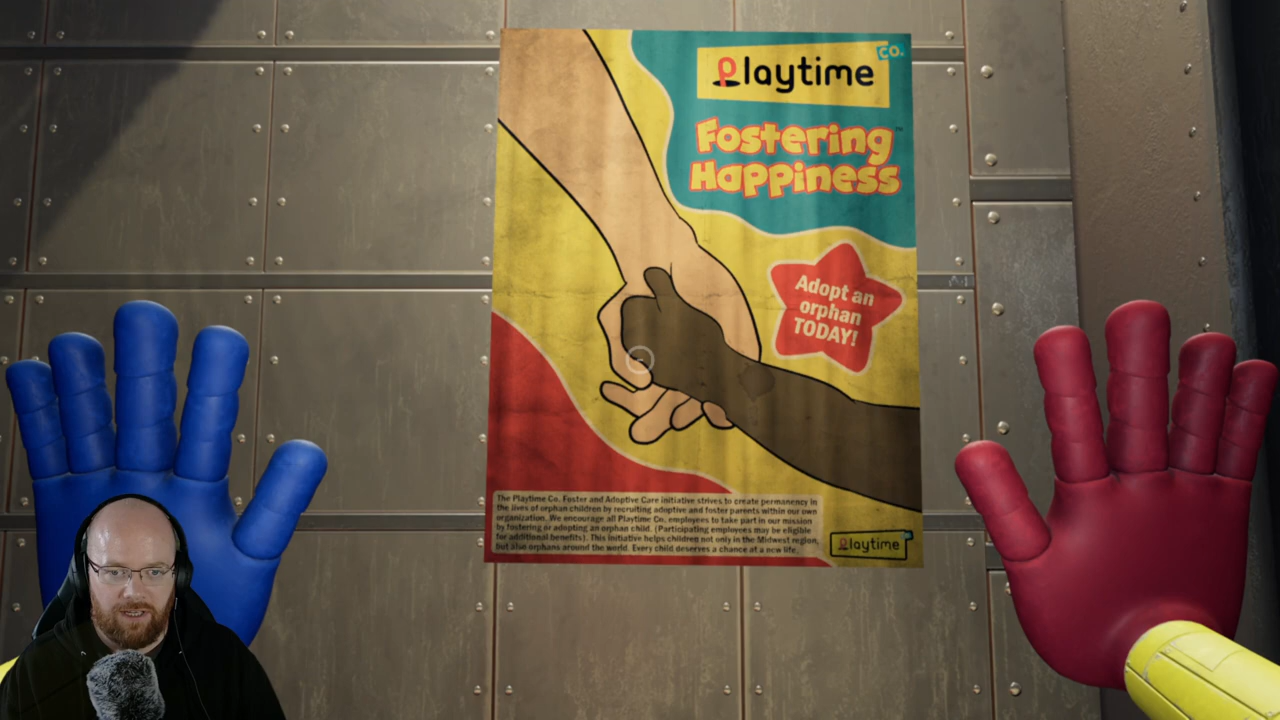 Playtime co.
Fostering
Happiness™
Adopt an
orphan
TODAY!
The Playtime Co. Foster and Adoptive Care initiative strives to create permanency in
the lives of orphan children by recruiting adoptive and foster parents within our own
organization. We encourage all Playtime Co. employees to take part in our mission
by fostering or adopting an orphan child. (Participating employees may be eligible
for additional benefits). This initiative helps children not only in the Midwest region,
but also orphans around the world. Every child deserves a chance at a new life.
Playtime co.